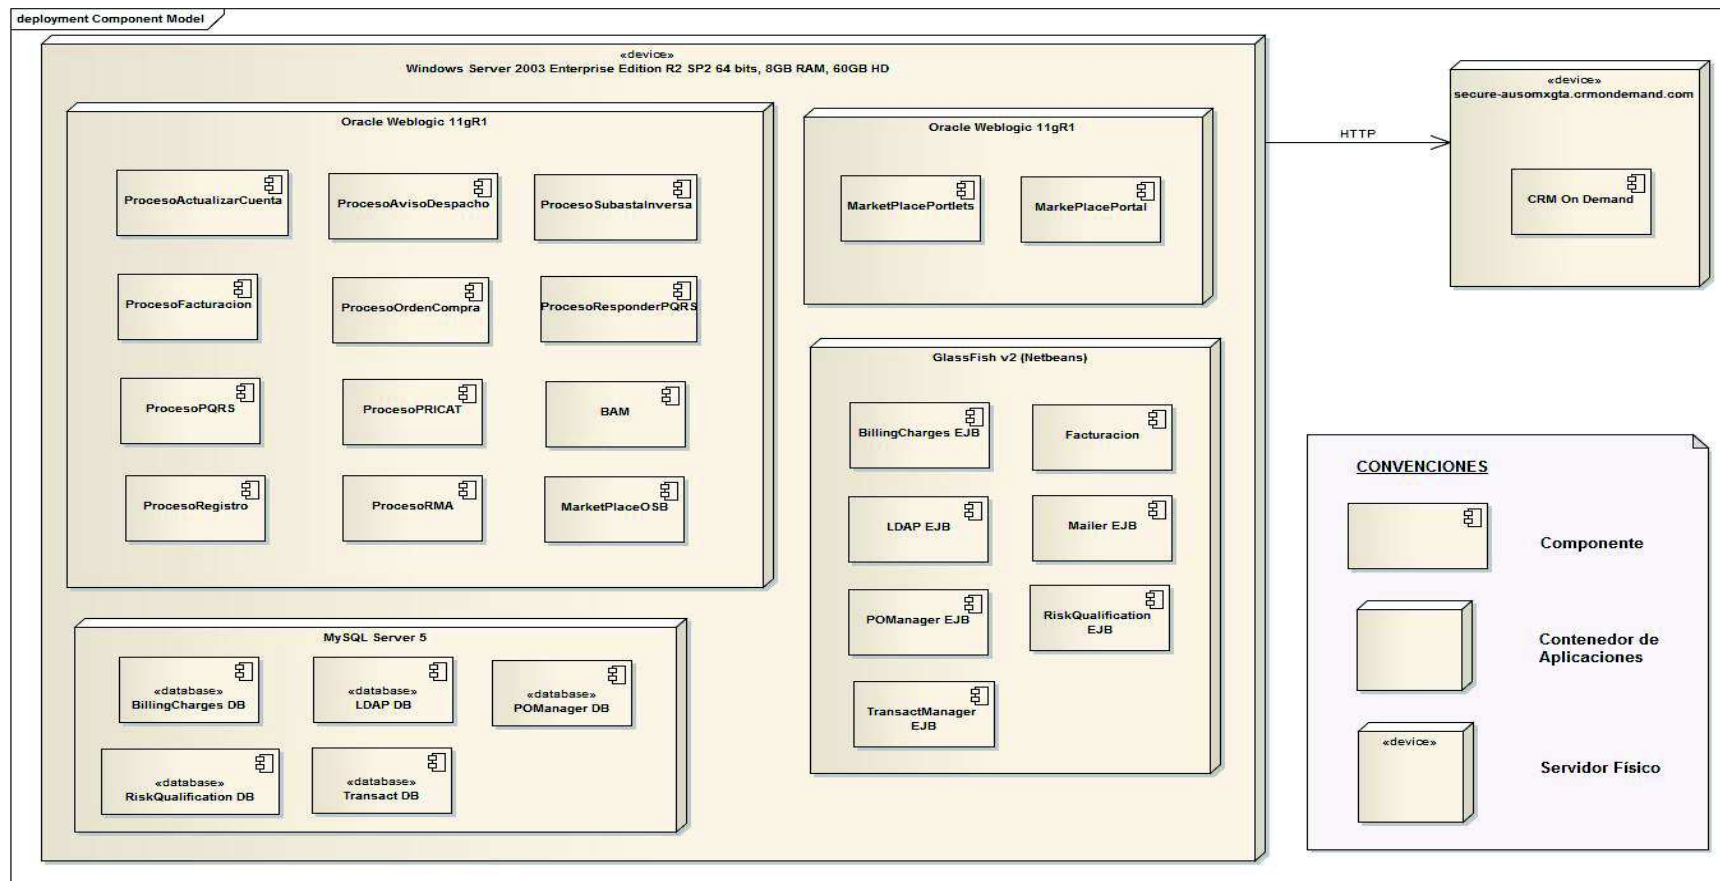 deployment Component Model
«device»
Windows Server 2003 Enterprise Edition R2 SP2 64 bits, 8GB RAM, 60GB HD
Oracle Weblogic 11gR1
ProcesoActualizarCuenta
ProcesoAvisoDespacho
ProcesoSubastaInversa
ProcesoFacturacion
ProcesoOrdenCompra
ProcesoResponderPQRS
ProcesoPQRS
ProcesoPRICAT
BAM
ProcesoRegistro
ProcesoRMA
MarketPlaceOSB
Oracle Weblogic 11gR1
MarketPlacePortlets
MarkePlacePortal
GlassFish v2 (Netbeans)
BillingCharges EJB
Facturacion
LDAP EJB
Mailer EJB
POManager EJB
RiskQualification
EJB
TransactManager
EJB
MySQL Server 5
«database»
BillingCharges DB
«database»
LDAP DB
«database»
POManager DB
«database»
RiskQualification DB
«database»
Transact DB
HTTP
«device»
secure-ausomxgta.crmondemand.com
CRM On Demand
CONVENCIONES
Componente
Contenedor de
Aplicaciones
«device»
Servidor Físico